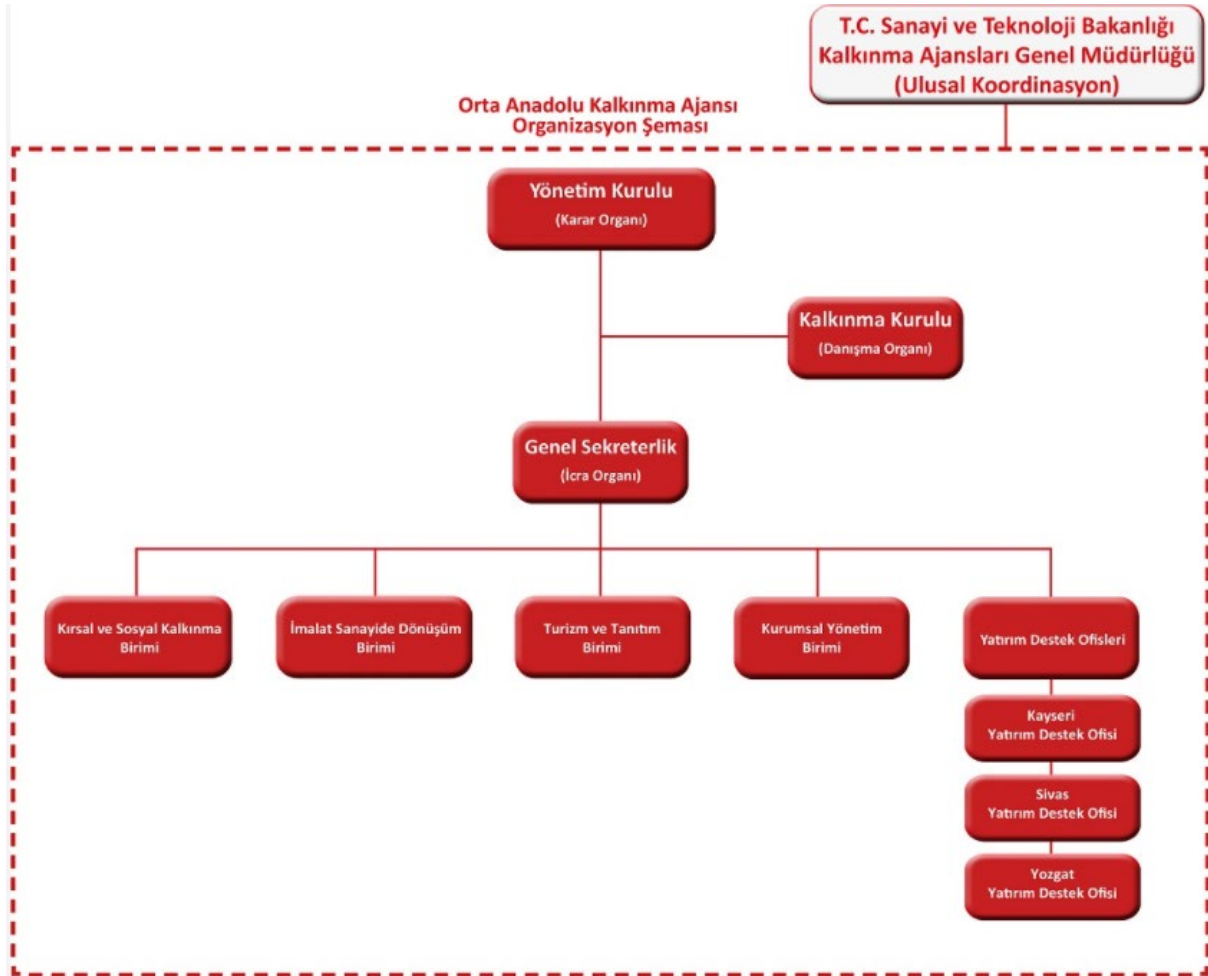 T.C. Sanayi ve Teknoloji Bakanlığı
Kalkınma Ajansları Genel Müdürlüğü
(Ulusal Koordinasyon)
Orta Anadolu Kalkınma Ajansı
Organizasyon Şeması
Yönetim Kurulu
(Karar Organı)
Kalkınma Kurulu
(Danışma Organı)
Genel Sekreterlik
(İcra Organı)
Kırsal ve Sosyal Kalkınma
Birimi
İmalat Sanayide Dönüşüm
Birimi
Turizm ve Tanıtım
Birimi
Kurumsal Yönetim
Birimi
Yatırım Destek Ofisleri
Kayseri
Yatırım Destek Ofisi
Sivas
Yatırım Destek Ofisi
Yozgat
Yatırım Destek Ofisi